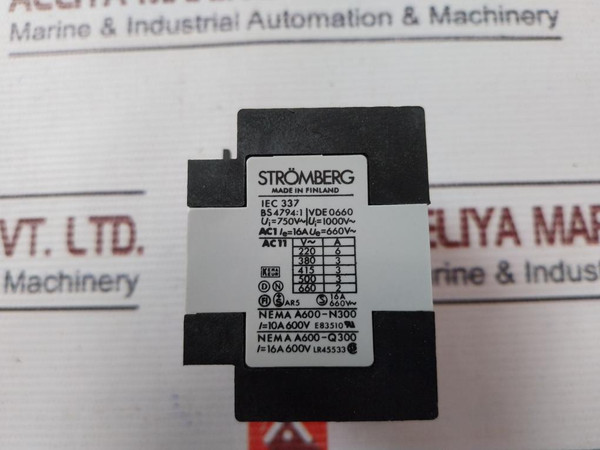 Marine & Industrial Automation & Machinery
STRÖMBERG
MADE IN FINLAND
IEC 337
BS 4794:1 | VDE 0660
Ui=750V~ | Ui=1000V~
AC1 Ie=16A Ue=660V~
AC11 V~ A
220 6
380 3
415 3
500 3
660 2
D N
R S AR5 S 16A 660V~
NEMA A600-N300
I=10A 600V E83510
NEMA A600-Q300
I=16A 600V LR45533
VT. LTD.
Machinery
ELIYA MAR
rine & Indust